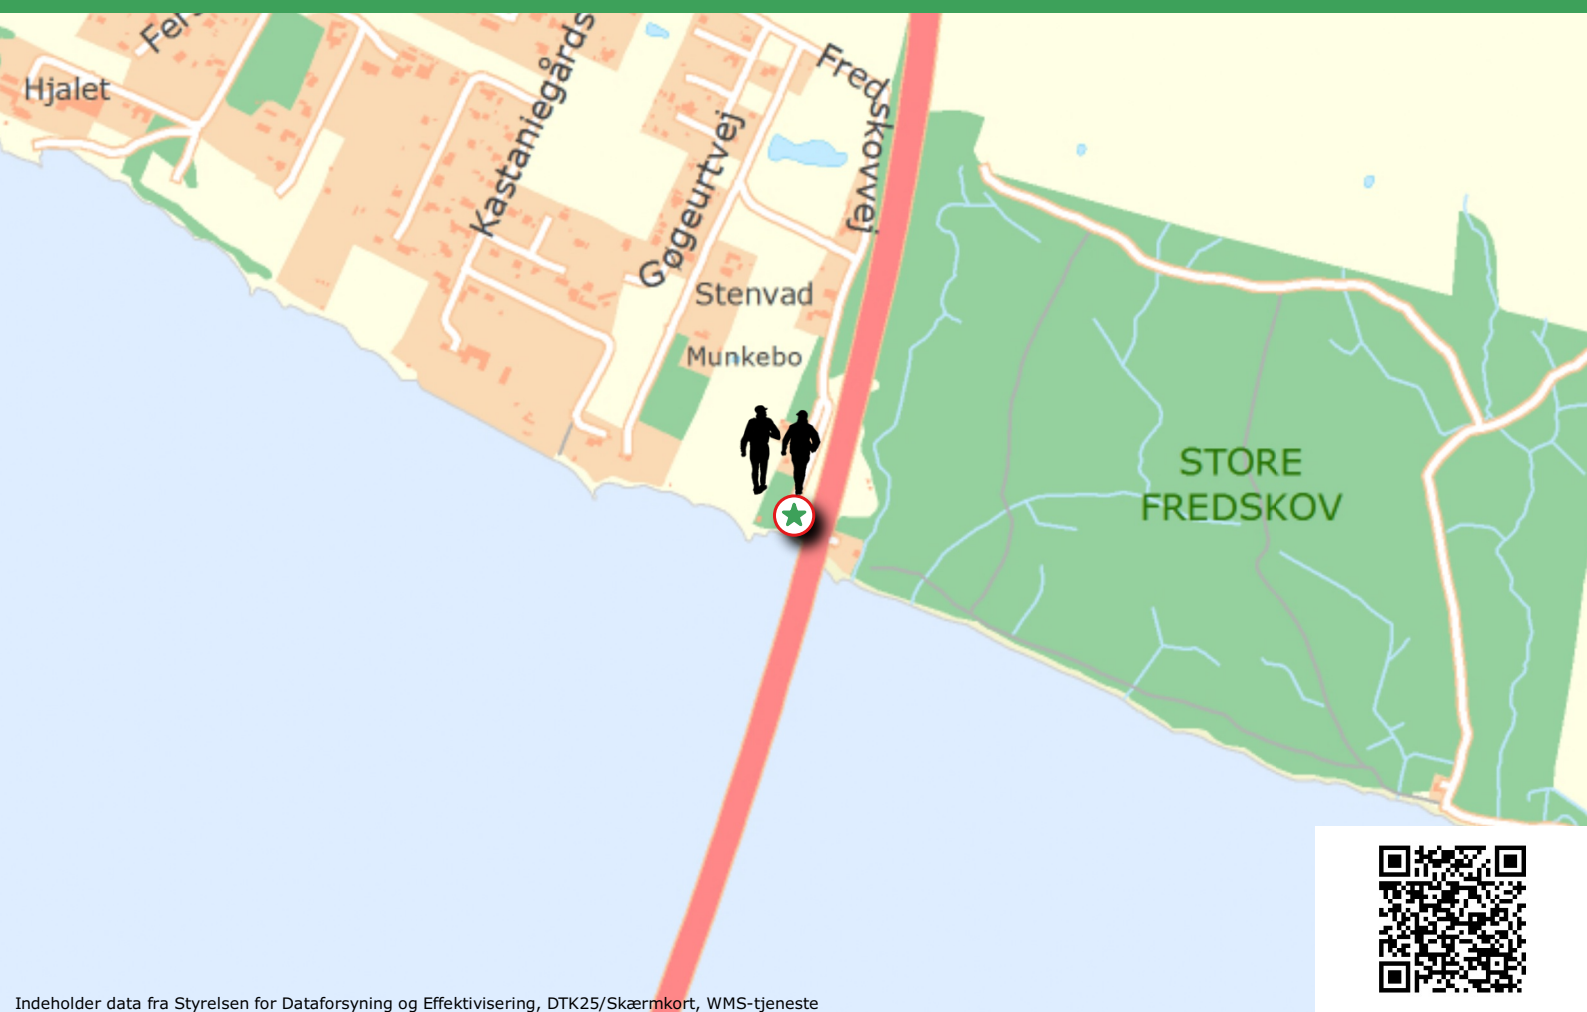 Hjalet
Kastaniegårds
Gøgeurtvej
Fredskovvej
Stenvad
Munkebo
STORE
FREDSKOV
Indeholder data fra Styrelsen for Dataforsyning og Effektivisering, DTK25/Skærmkort, WMS-tjeneste